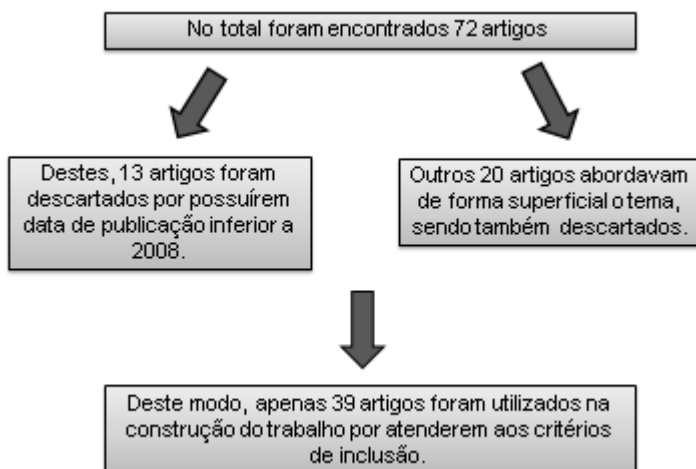 No total foram encontrados 72 artigos
Destes, 13 artigos foram
descartados por possuírem
data de publicação inferior a
2008.
Outros 20 artigos abordavam
de forma superficial o tema,
sendo também descartados.
Deste modo, apenas 39 artigos foram utilizados na
construção do trabalho por atenderem aos critérios
de inclusão.